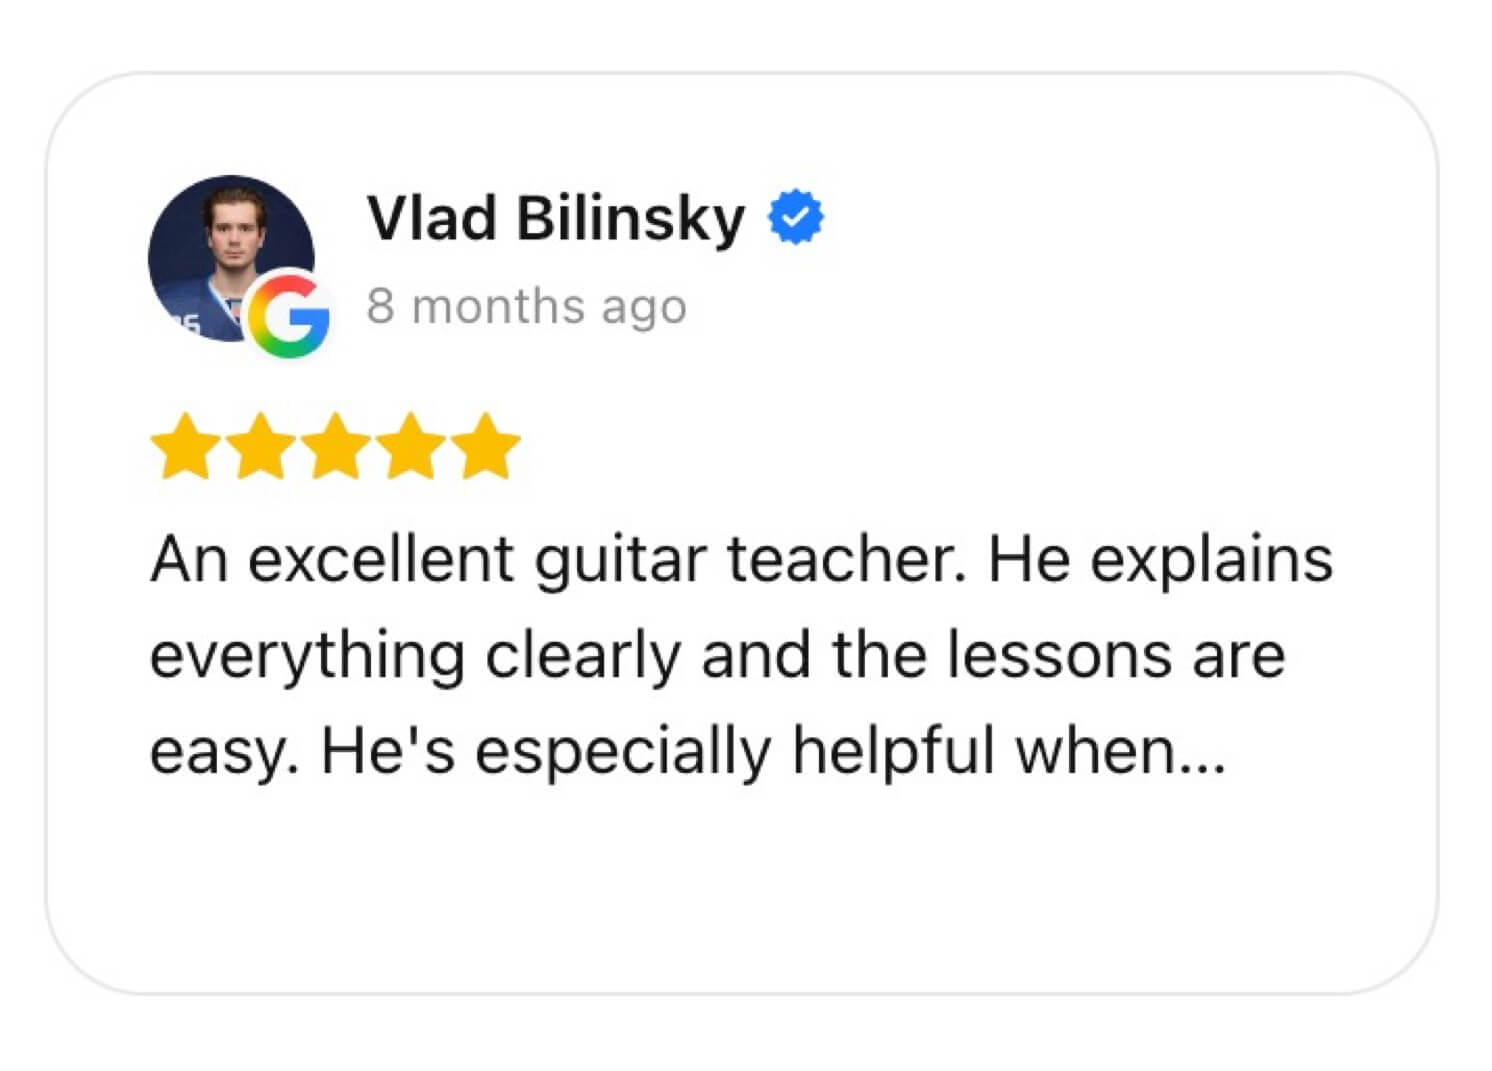 Vlad Bilinsky
8 months ago
An excellent guitar teacher. He explains
everything clearly and the lessons are
easy. He's especially helpful when...